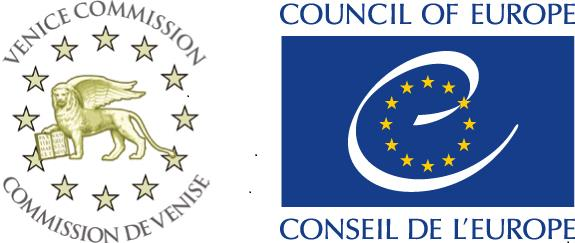 VENICE COMMISSION
COMMISSION DE VENISE
COUNCIL OF EUROPE
CONSEIL DE L'EUROPE